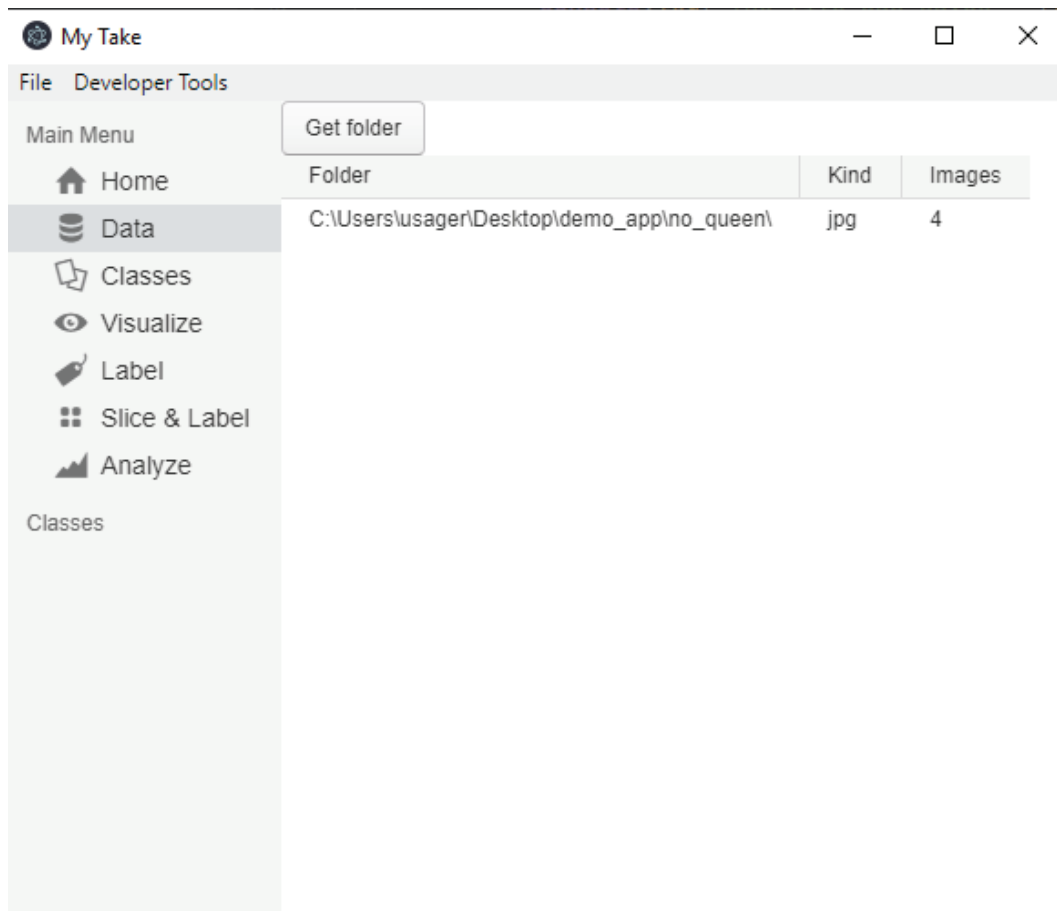 My Take
File Developer Tools
Main Menu
Home
Data
Classes
Visualize
Label
Slice & Label
Analyze
Classes
Get folder
Folder Kind Images
C:\Users\usager\Desktop\demo_app\no_queen\ jpg 4